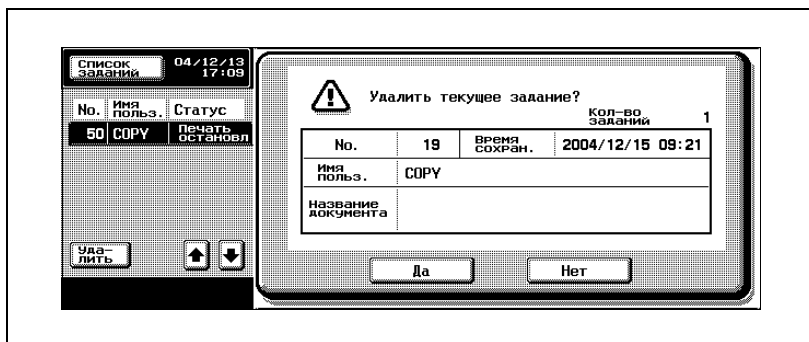 Список
заданий
04/12/13
17:09
No. Имя
польз. Статус
50 COPY Печать
остановл
Уда-
лить
Удалить текущее задание?
Кол-во
заданий 1
No. 19 Время
сохран. 2004/12/15 09:21
Имя
польз. COPY
Название
документа
Да Нет